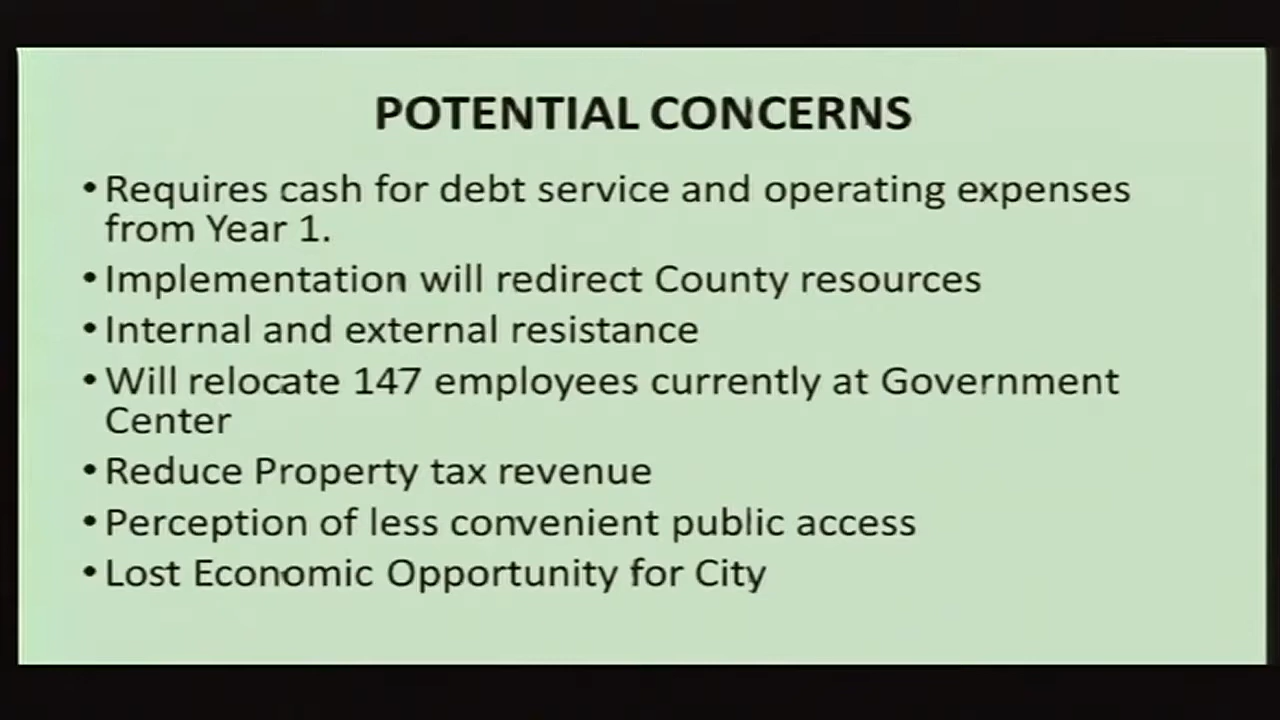 POTENTIAL CONCERNS
• Requires cash for debt service and operating expenses
from Year 1.
• Implementation will redirect County resources
• Internal and external resistance
• Will relocate 147 employees currently at Government
Center
• Reduce Property tax revenue
• Perception of less convenient public access
• Lost Economic Opportunity for City